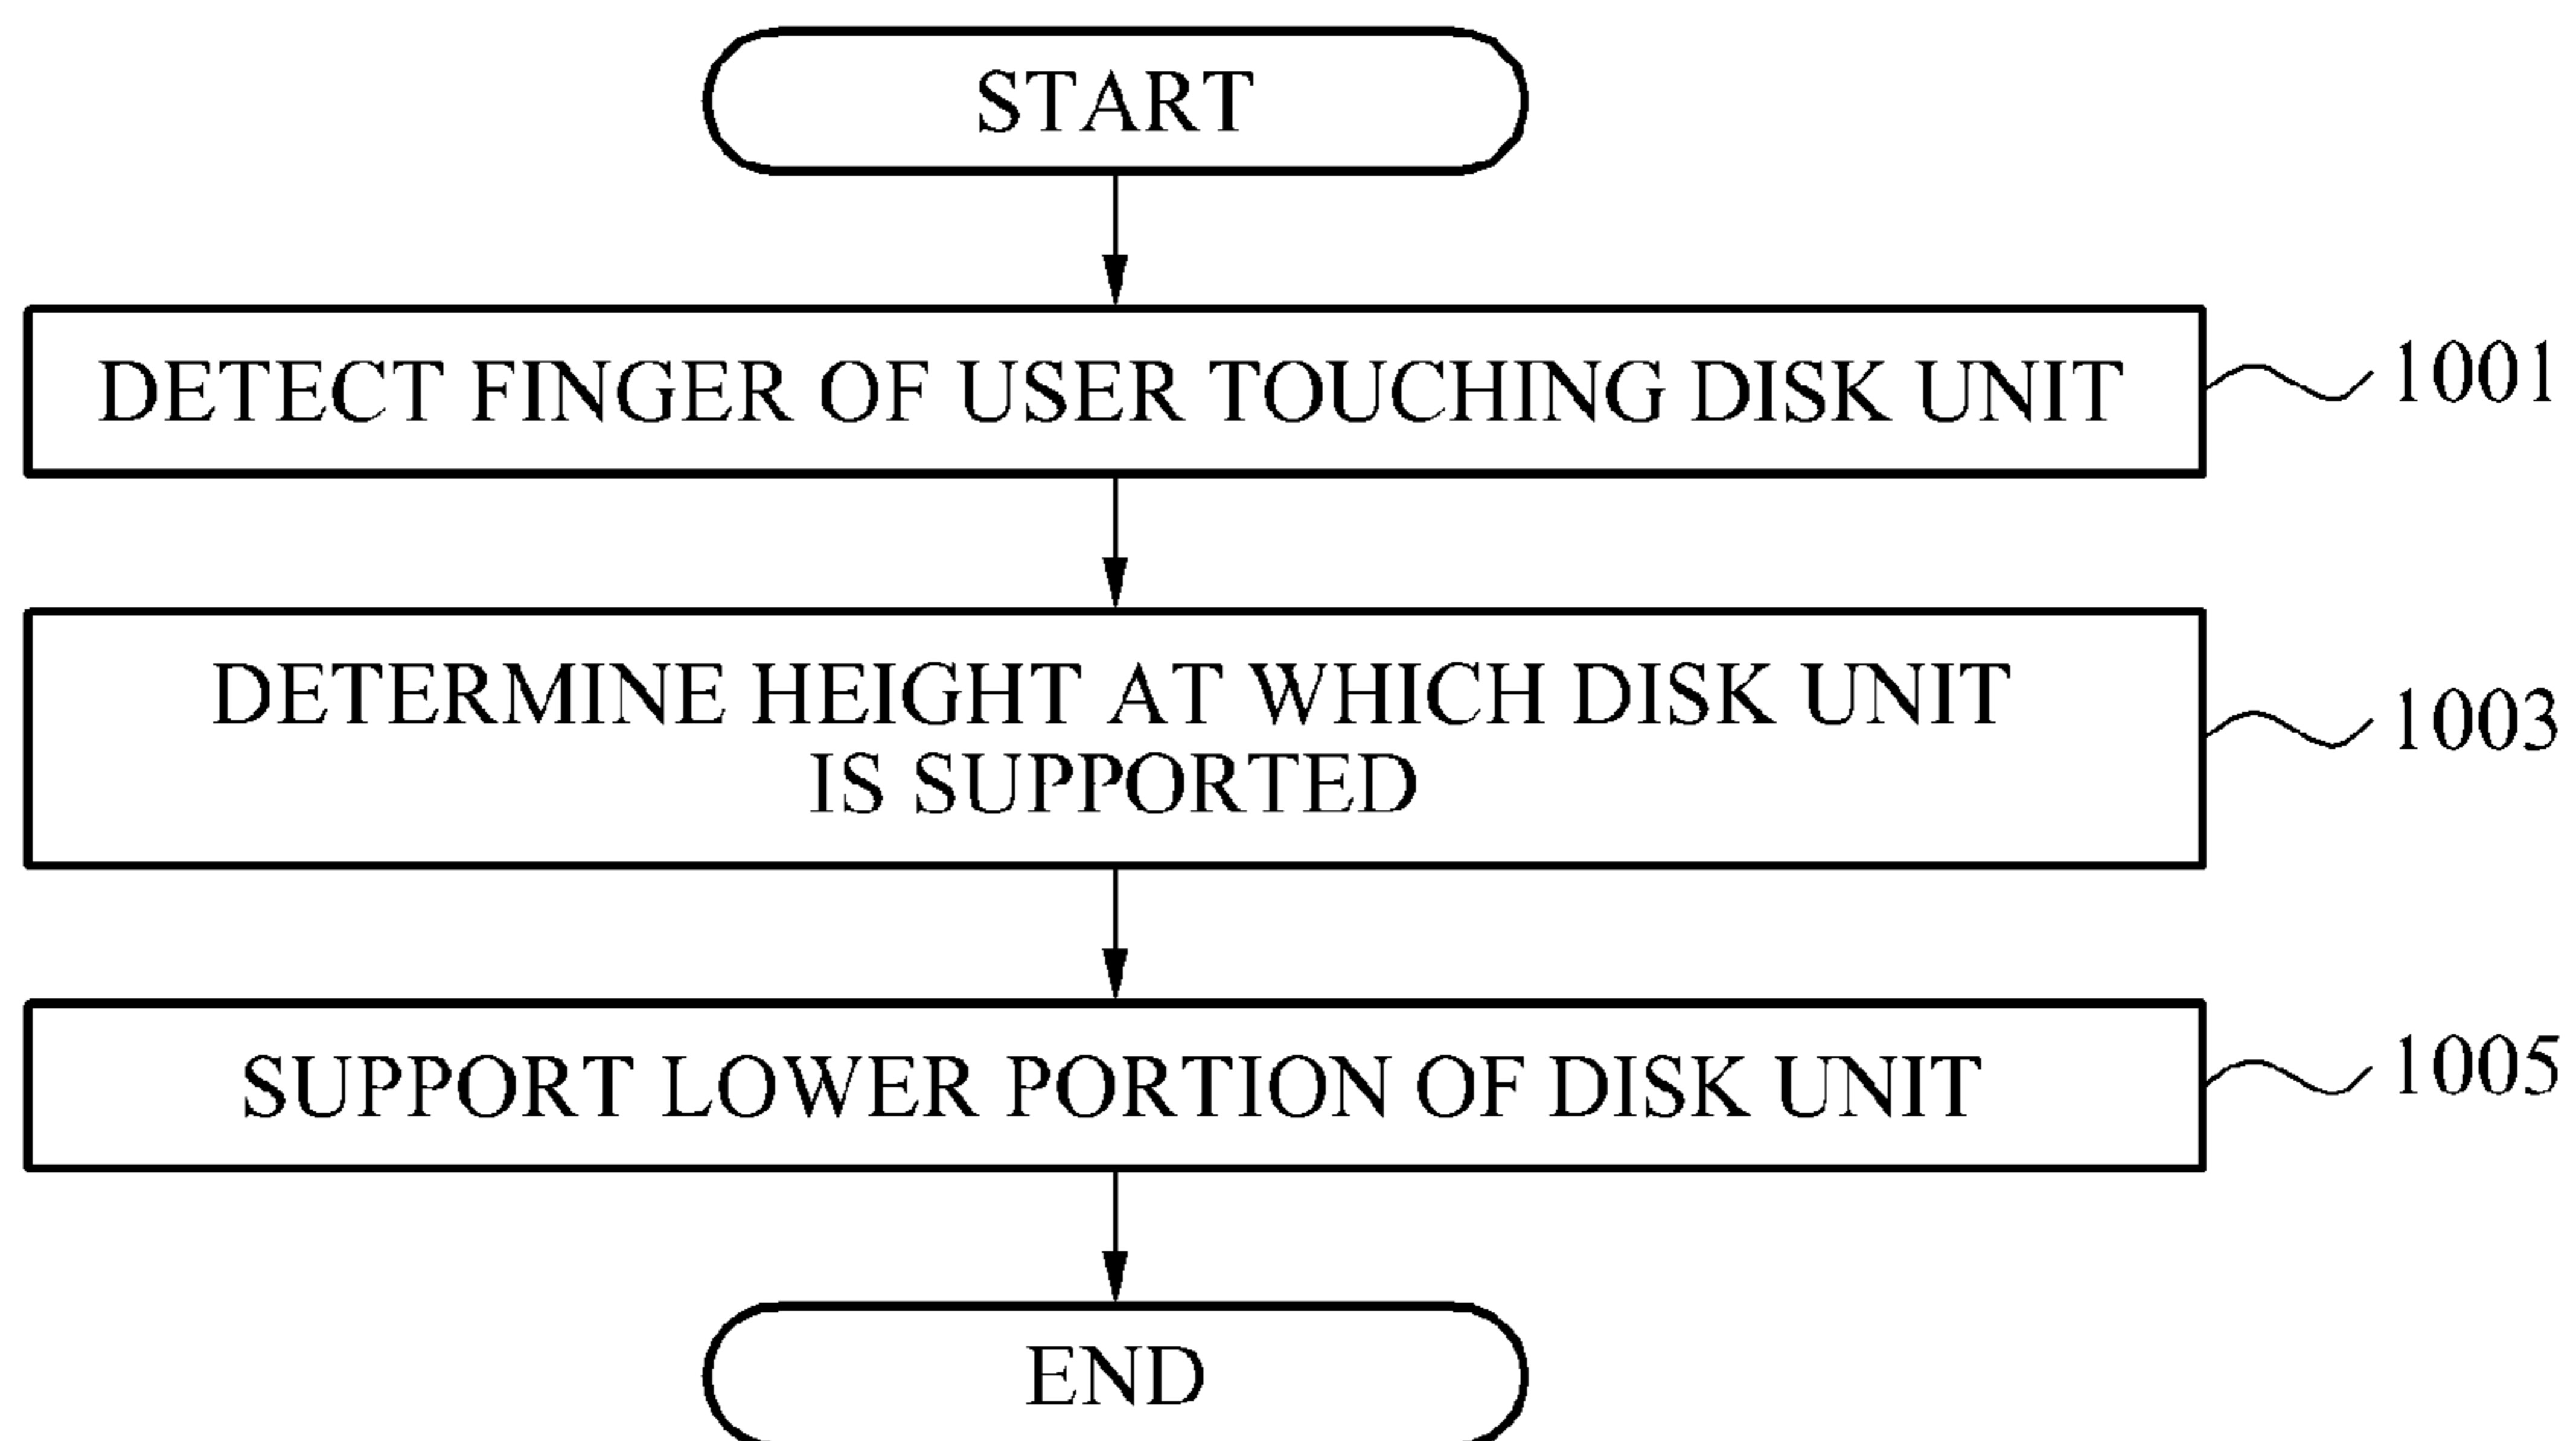 START
DETECT FINGER OF USER TOUCHING DISK UNIT
1001
DETERMINE HEIGHT AT WHICH DISK UNIT
IS SUPPORTED
1003
SUPPORT LOWER PORTION OF DISK UNIT
1005
END